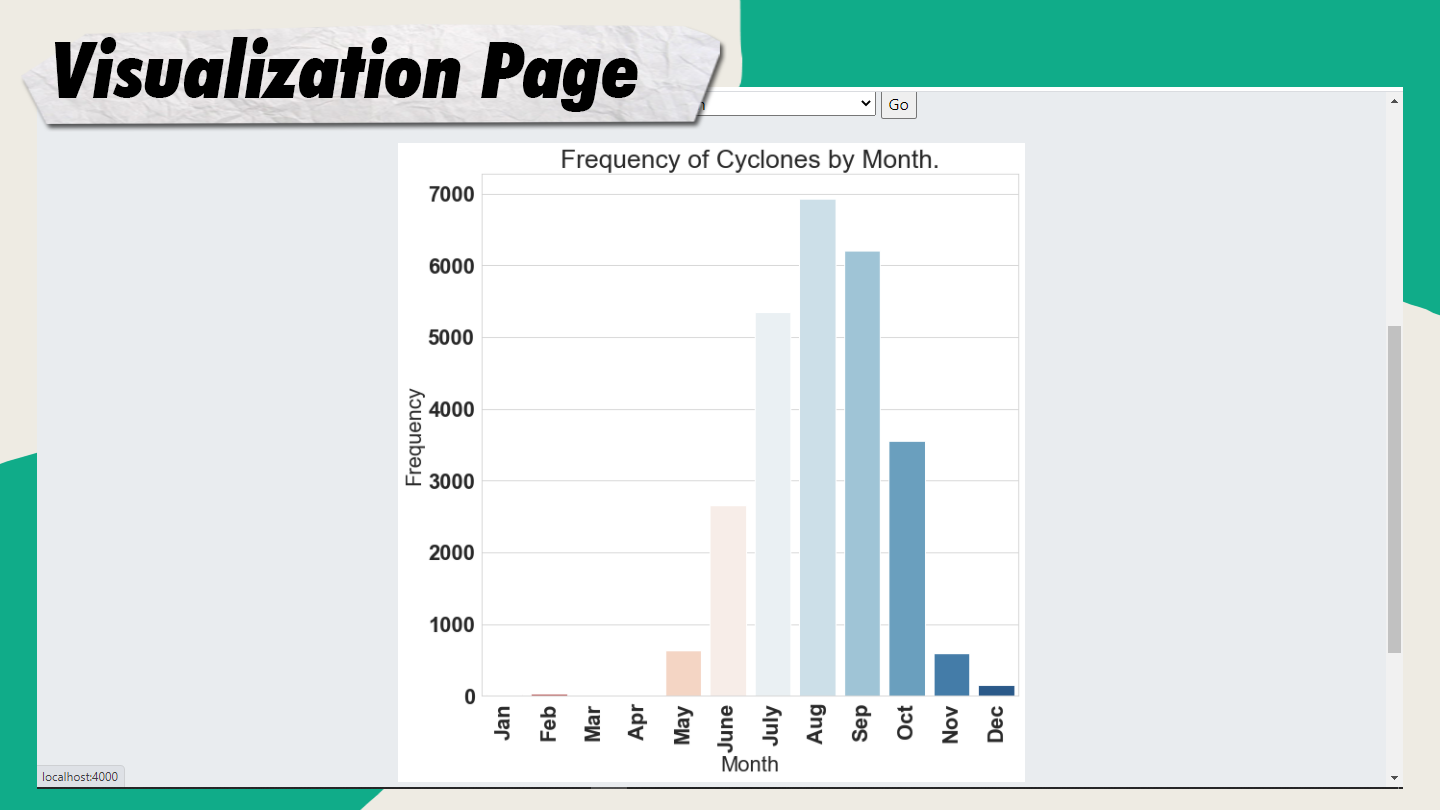 Visualization Page
Go
Frequency of Cyclones by Month.
7000
6000
5000
4000
3000
2000
1000
0
Frequency
Jan Feb Mar Apr May June July Aug Sep Oct Nov Dec
Month
localhost:4000